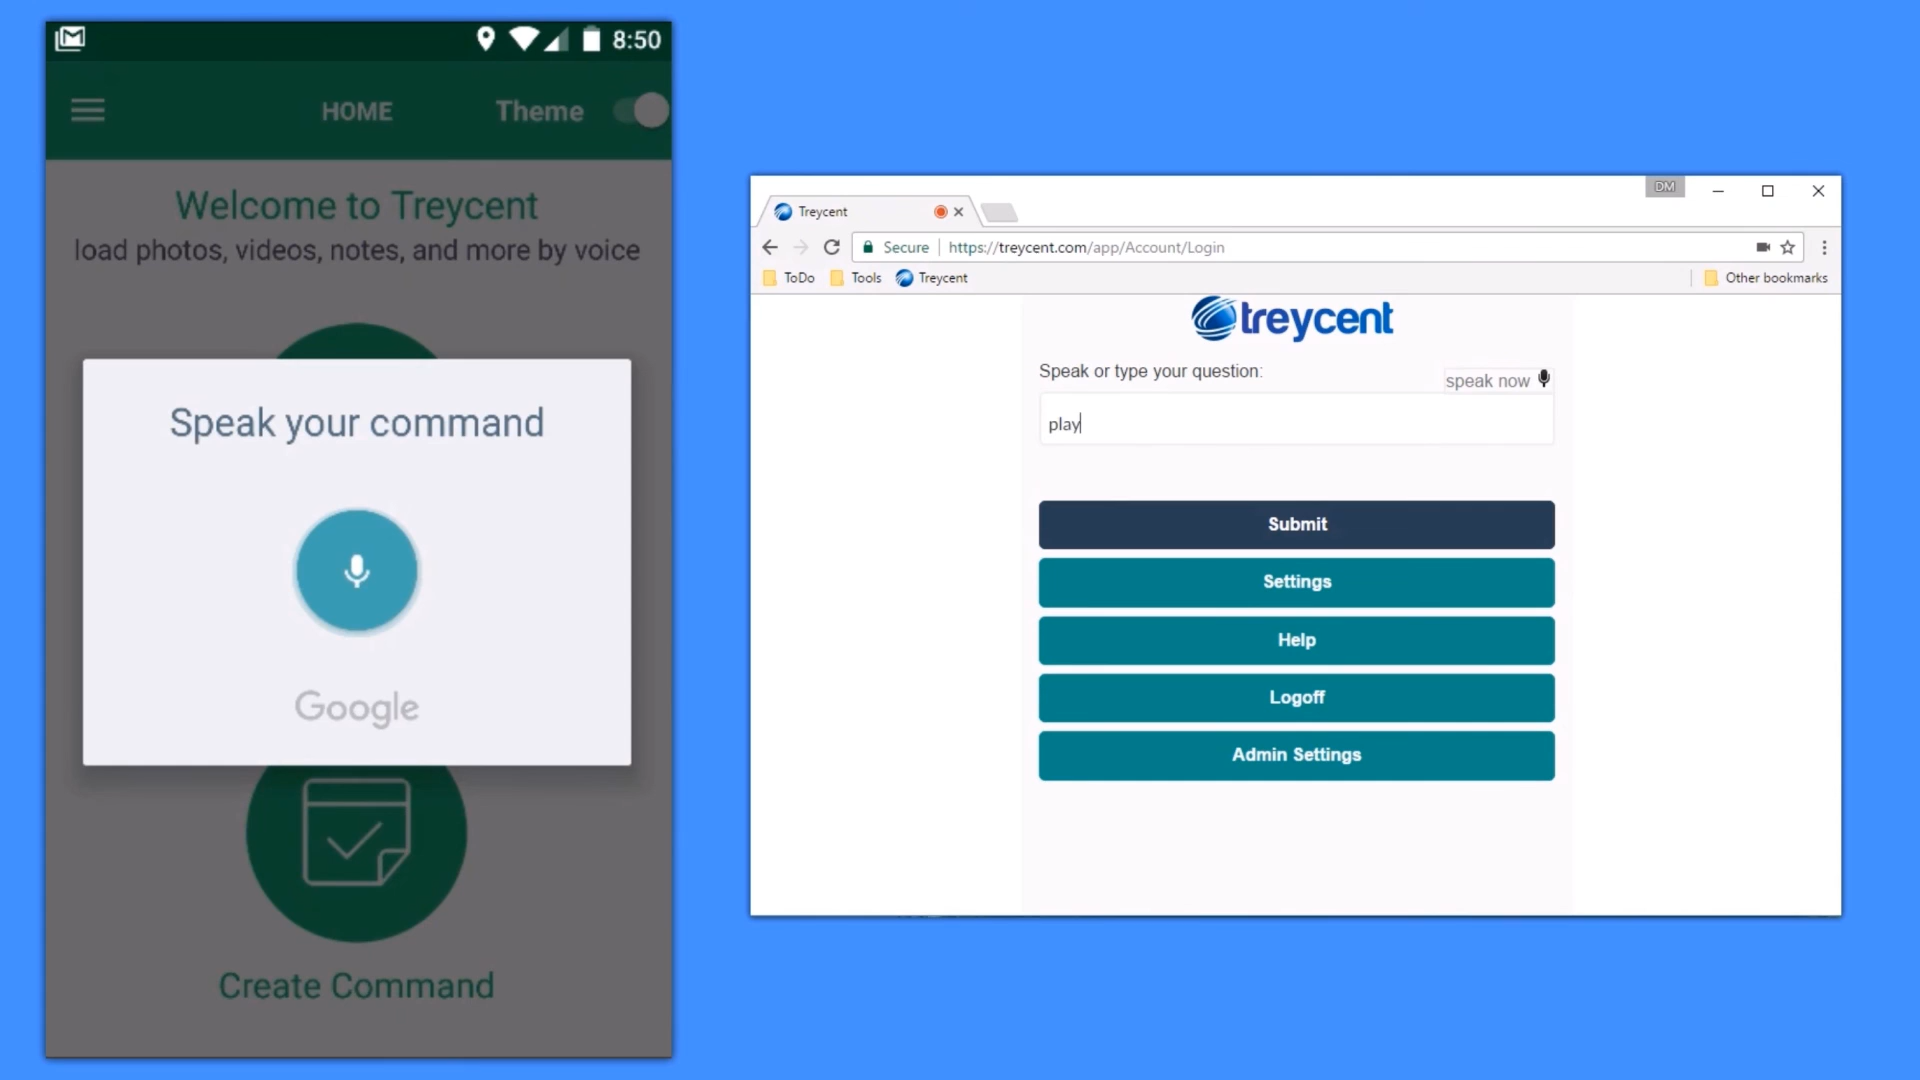 8:50
HOME
Theme
Welcome to Treycent
load photos, videos, notes, and more by voice
Speak your command
Google
Create Command
DM
Treycent
Secure https://treycent.com/app/Account/Login
ToDo
Tools
Treycent
Other bookmarks
treycent
Speak or type your question:
speak now
play
Submit
Settings
Help
Logoff
Admin Settings